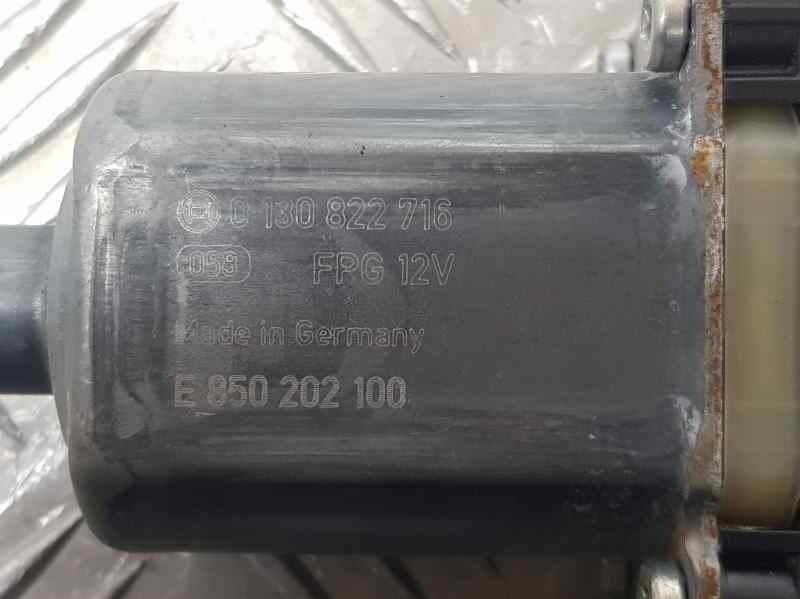 0 130 822 716
058 FPG 12V
Made in Germany
E 850 202 100